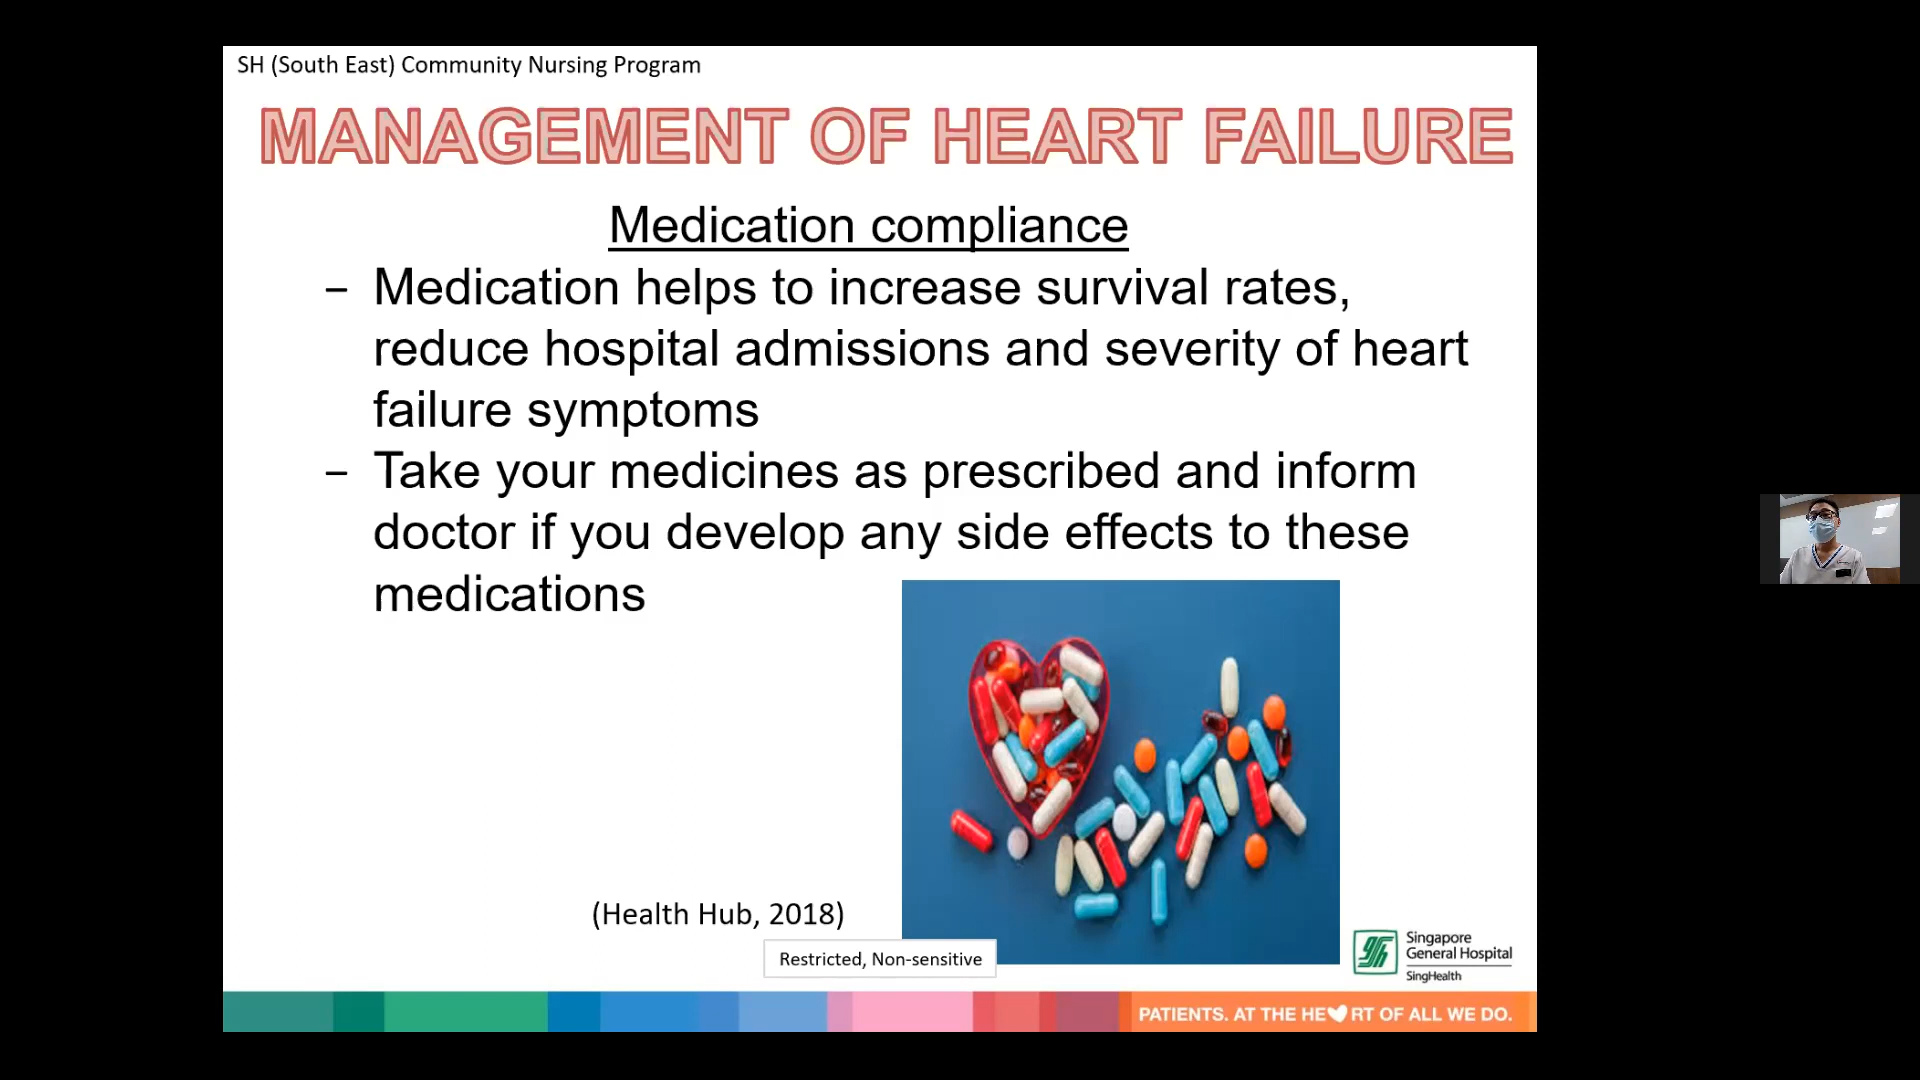 SH (South East) Community Nursing Program
MANAGEMENT OF HEART FAILURE
Medication compliance
– Medication helps to increase survival rates,
reduce hospital admissions and severity of heart
failure symptoms
– Take your medicines as prescribed and inform
doctor if you develop any side effects to these
medications
(Health Hub, 2018)
Restricted, Non-sensitive
Singapore
General Hospital
SingHealth
PATIENTS. AT THE HE♥RT OF ALL WE DO.